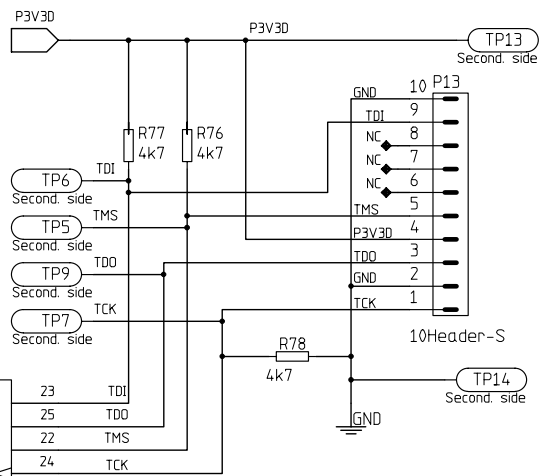 P3V3D
P3V3D
TP13
Second. side
10 P13
GND
9
TDI
R77
4k7
R76
4k7
NC
8
NC
7
NC
6
TDI
TP6
Second. side
TMS
5
TMS
TP5
Second. side
P3V3D
4
TDO
3
TDO
TP9
Second. side
GND
2
TCK
1
TCK
TP7
Second. side
10Header-S
R78
4k7
TP14
Second. side
GND
23 TDI
25 TDO
22 TMS
24 TCK